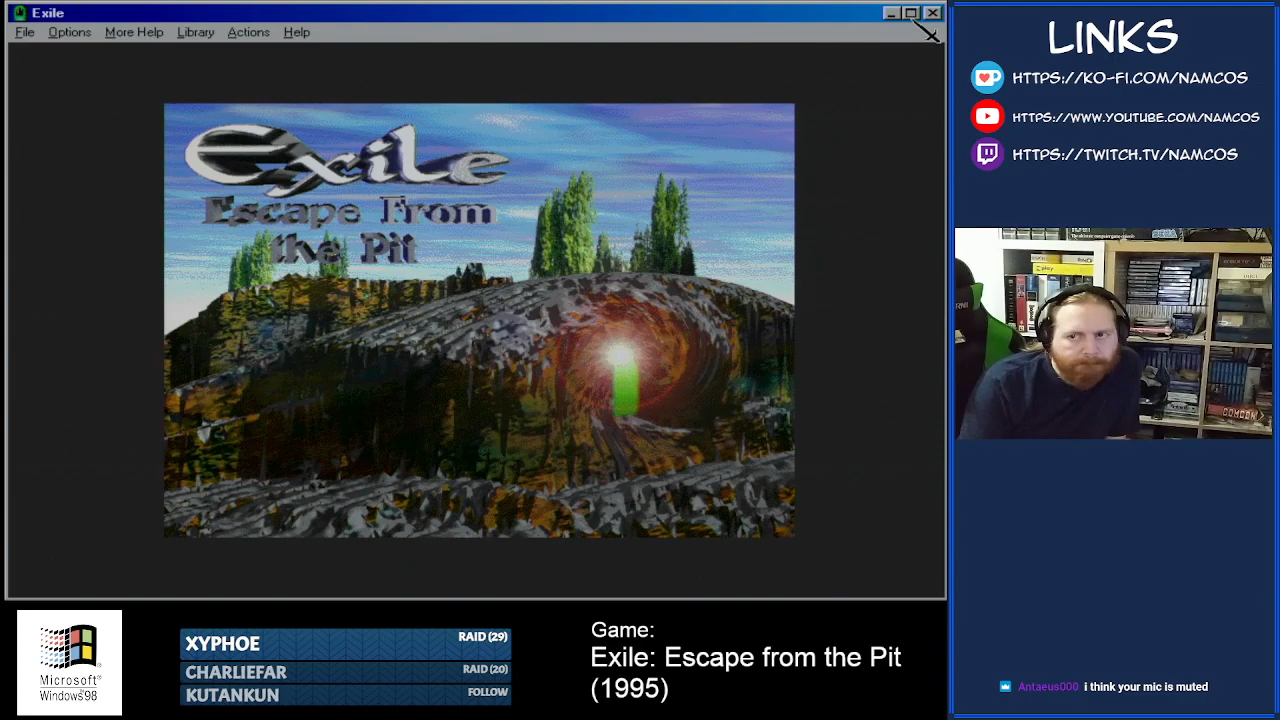 Exile
File Options More Help Library Actions Help
Exile
Escape From
the Pit
LINKS
HTTPS://KO-FI.COM/NAMCOS
HTTPS://WWW.YOUTUBE.COM/NAMCOS
HTTPS://TWITCH.TV/NAMCOS
SEGA
Microsoft
Windows98
XYPHOE RAID (29)
CHARLIEFAR RAID (20)
KUTANKUN FOLLOW
Game:
Exile: Escape from the Pit
(1995)
Antaeus000 i think your mic is muted